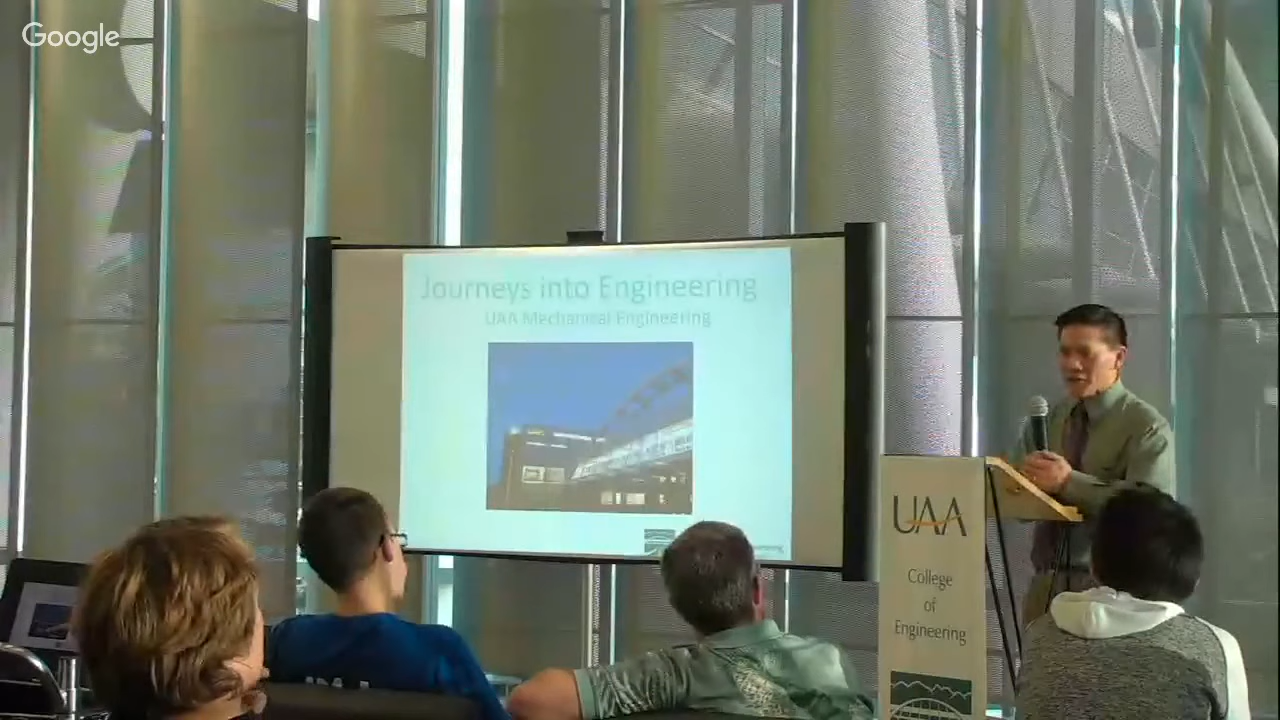 Google
Journeys into Engineering
UAA Mechanical Engineering
UAA
College
of
Engineering